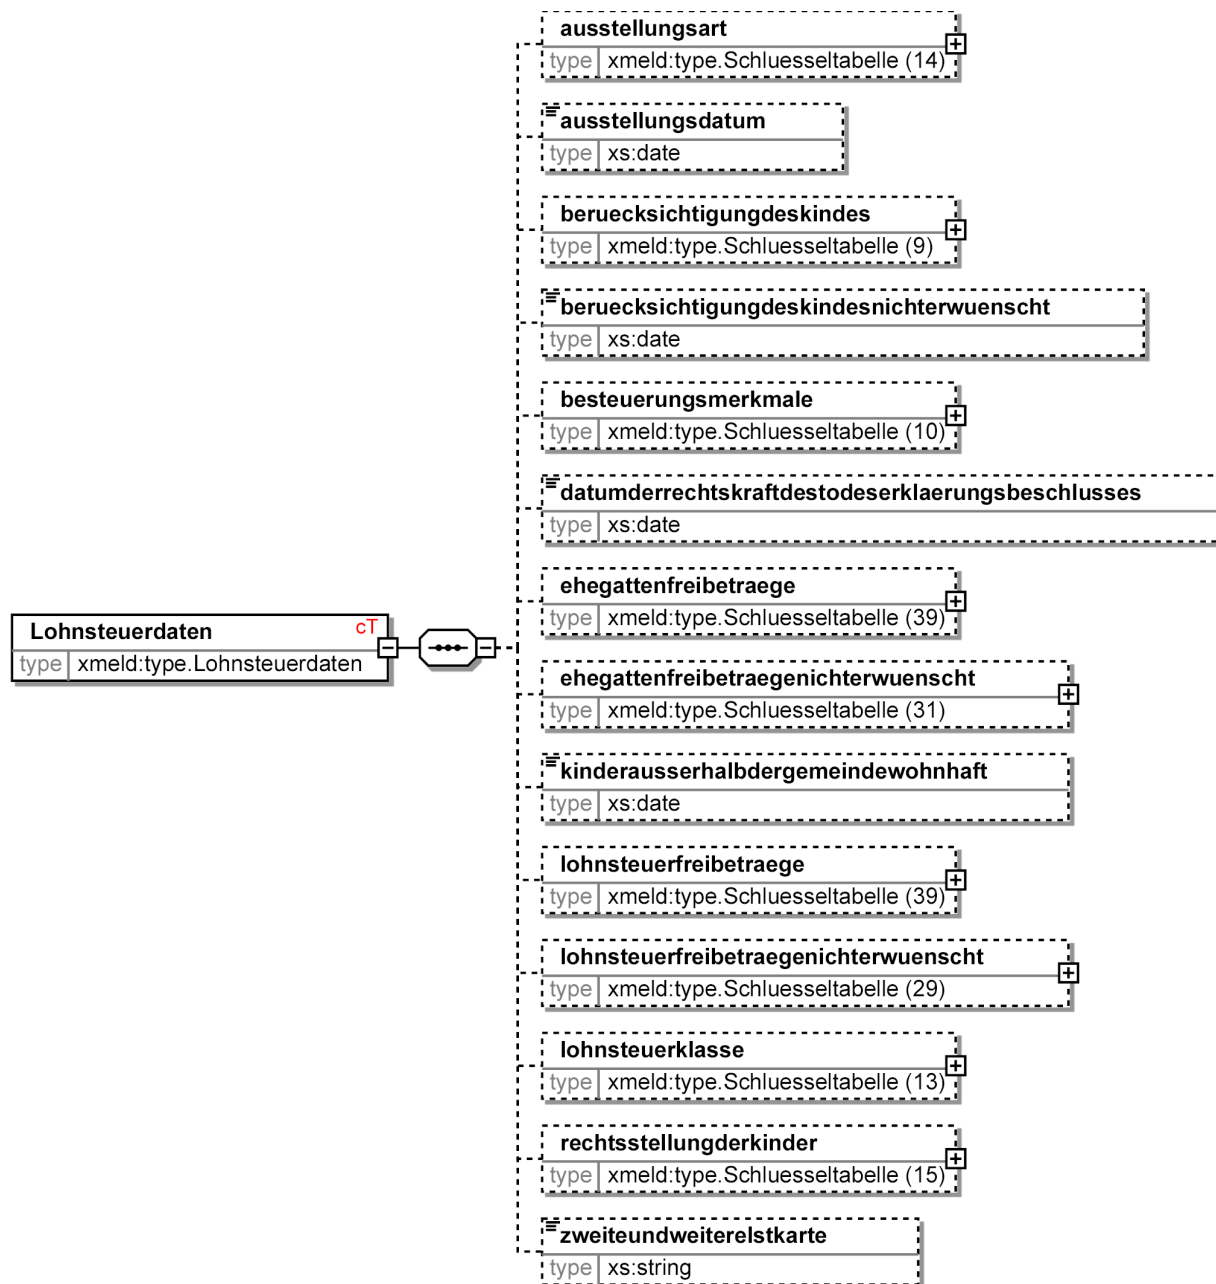 ausstellungsart
type xmeld:type.Schluesseltabelle (14)
ausstellungsdatum
type xs:date
beruecksichtigungdeskindes
type xmeld:type.Schluesseltabelle (9)
beruecksichtigungdeskindesnichterwuenscht
type xs:date
besteuerungsmerkmale
type xmeld:type.Schluesseltabelle (10)
datumderrechtskraftdestodeserklaerungsbeschlusses
type xs:date
ehegattenfreibetraege
type xmeld:type.Schluesseltabelle (39)
Lohnsteuerdaten cT
type xmeld:type.Lohnsteuerdaten
ehegattenfreibetraegenichterwuenscht
type xmeld:type.Schluesseltabelle (31)
kinderausserhalbdergemeindewohnhaft
type xs:date
lohnsteuerfreibetraege
type xmeld:type.Schluesseltabelle (39)
lohnsteuerfreibetraegenichterwuenscht
type xmeld:type.Schluesseltabelle (29)
lohnsteuerklasse
type xmeld:type.Schluesseltabelle (13)
rechtsstellungderkinder
type xmeld:type.Schluesseltabelle (15)
zweiteundweiterelstkarte
type xs:string